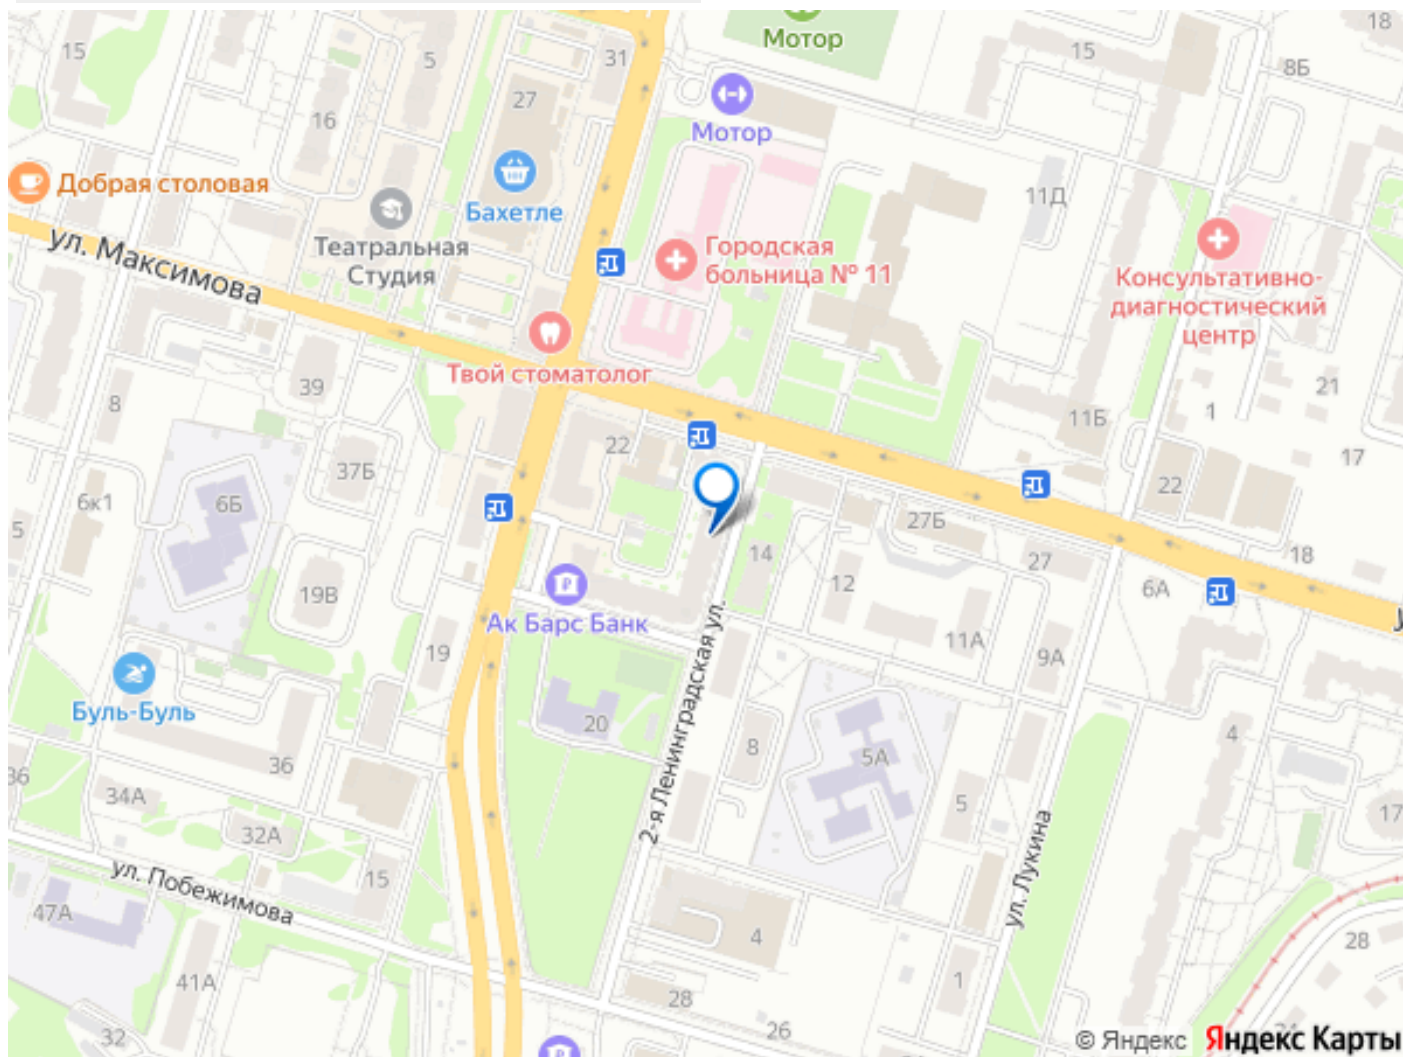 18
Мотор
15
31
5
15
8Б
27
16
Мотор
Добрая столовая
11Д
Бахетле
Театральная
Студия
ул. Максимова
Городская
больница № 11
Консультативно-
диагностический
центр
Твой стоматолог
39
21
8
1
11Б
22
17
37Б
22
6к1
6Б
27Б
5
14
27
18
12
6А
19В
Ак Барс Банк
11А
19
9А
Буль-Буль
2-я Ленинградская ул.
20
8
4
5А
36
36
34А
5
17
32А
ул. Лукина
ул. Побежимова
15
47А
4
28
41А
1
28
32
26
© Яндекс
Яндекс Карты